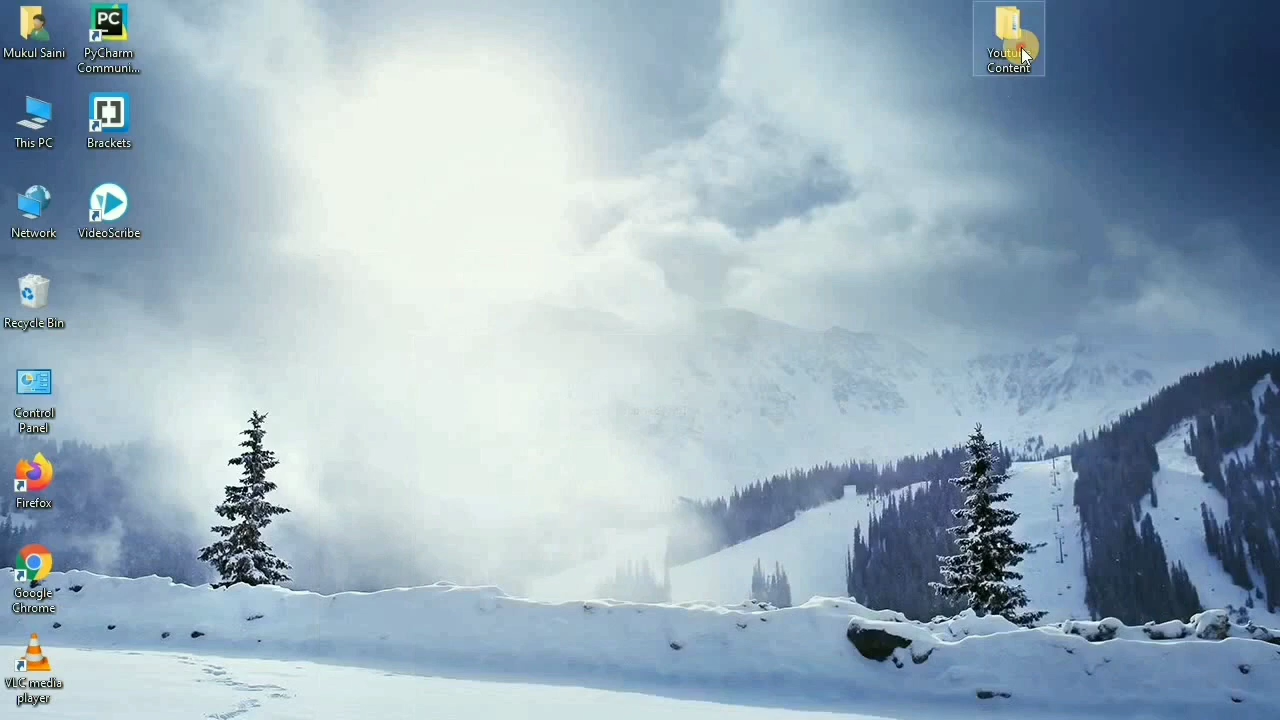 Mukul Saini
PC
PyCharm
Communi...
This PC
Brackets
Network
VideoScribe
Recycle Bin
Control
Panel
Firefox
Google
Chrome
VLC media
player
Content